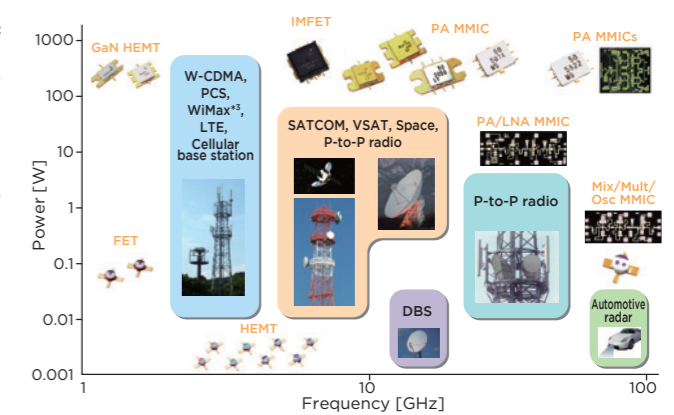 IMFET
PA MMIC
PA MMICs
GaN HEMT
1000
W-CDMA,
PCS,
WiMax*3,
LTE,
Cellular
base station
100
SATCOM, VSAT, Space,
P-to-P radio
PA/LNA MMIC
10
Power [W]
1
P-to-P radio
Mix/Mult/
Osc MMIC
FET
0.1
DBS
Automotive
radar
0.01
HEMT
0.001
1
10
100
Frequency [GHz]